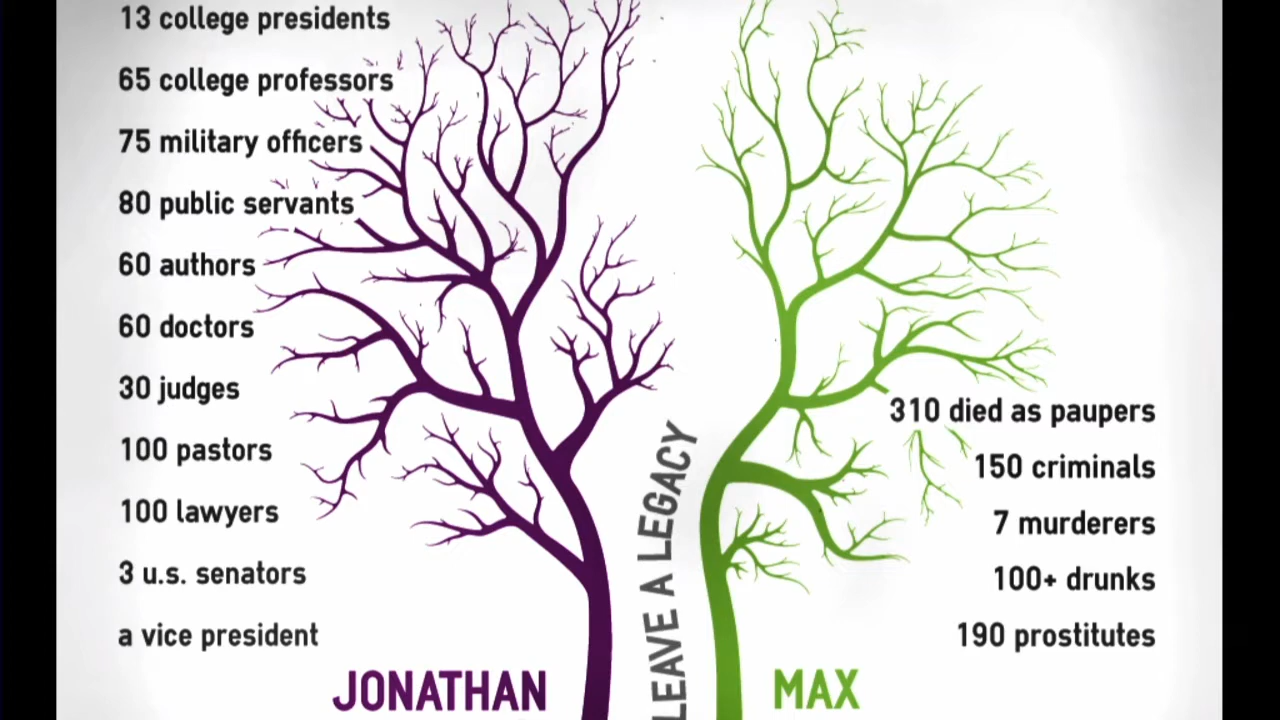 13 college presidents
65 college professors
75 military officers
80 public servants
60 authors
60 doctors
30 judges
100 pastors
100 lawyers
3 u.s. senators
a vice president
JONATHAN
LEAVE A LEGACY
310 died as paupers
150 criminals
7 murderers
100+ drunks
190 prostitutes
MAX